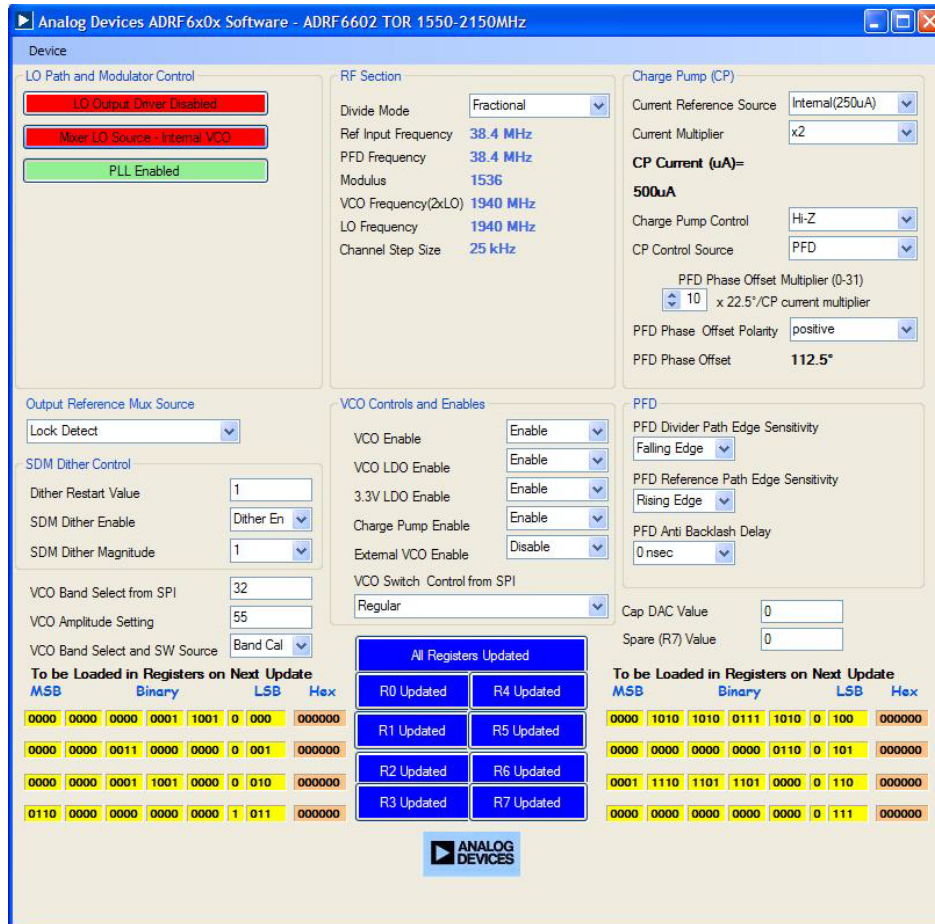 Analog Devices ADRF6x0x Software - ADRF6602 TOR 1550-2150MHz
Device
LO Path and Modulator Control
LO Output Driver Disabled
Mixer LO Source - Internal VCO
PLL Enabled
RF Section
Divide Mode Fractional
Ref Input Frequency 38.4 MHz
PFD Frequency 38.4 MHz
Modulus 1536
VCO Frequency(2xLO) 1940 MHz
LO Frequency 1940 MHz
Channel Step Size 25 kHz
Charge Pump (CP)
Current Reference Source Internal(250uA)
Current Multiplier x2
CP Current (uA)=
500uA
Charge Pump Control Hi-Z
CP Control Source PFD
PFD Phase Offset Multiplier (0-31)
10 x 22.5°/CP current multiplier
PFD Phase Offset Polarity positive
PFD Phase Offset 112.5°
Output Reference Mux Source
Lock Detect
SDM Dither Control
Dither Restart Value 1
SDM Dither Enable Dither En
SDM Dither Magnitude 1
VCO Band Select from SPI 32
VCO Amplitude Setting 55
VCO Band Select and SW Source Band Cal
VCO Controls and Enables
VCO Enable Enable
VCO LDO Enable Enable
3.3V LDO Enable Enable
Charge Pump Enable Enable
External VCO Enable Disable
VCO Switch Control from SPI
Regular
PFD
PFD Divider Path Edge Sensitivity
Falling Edge
PFD Reference Path Edge Sensitivity
Rising Edge
PFD Anti Backlash Delay
0 nsec
Cap DAC Value 0
Spare (R7) Value 0
To be Loaded in Registers on Next Update
MSB Binary LSB Hex
0000 0000 0000 0001 1001 0 000 000000
0000 0000 0011 0000 0000 0 001 000000
0000 0000 0001 1001 0000 0 010 000000
0110 0000 0000 0000 0000 1 011 000000
All Registers Updated
R0 Updated R4 Updated
R1 Updated R5 Updated
R2 Updated R6 Updated
R3 Updated R7 Updated
To be Loaded in Registers on Next Update
MSB Binary LSB Hex
0000 1010 1010 0111 1010 0 100 000000
0000 0000 0000 0000 0110 0 101 000000
0001 1110 1101 1101 0000 0 110 000000
0000 0000 0000 0000 0000 0 111 000000
ANALOG
DEVICES